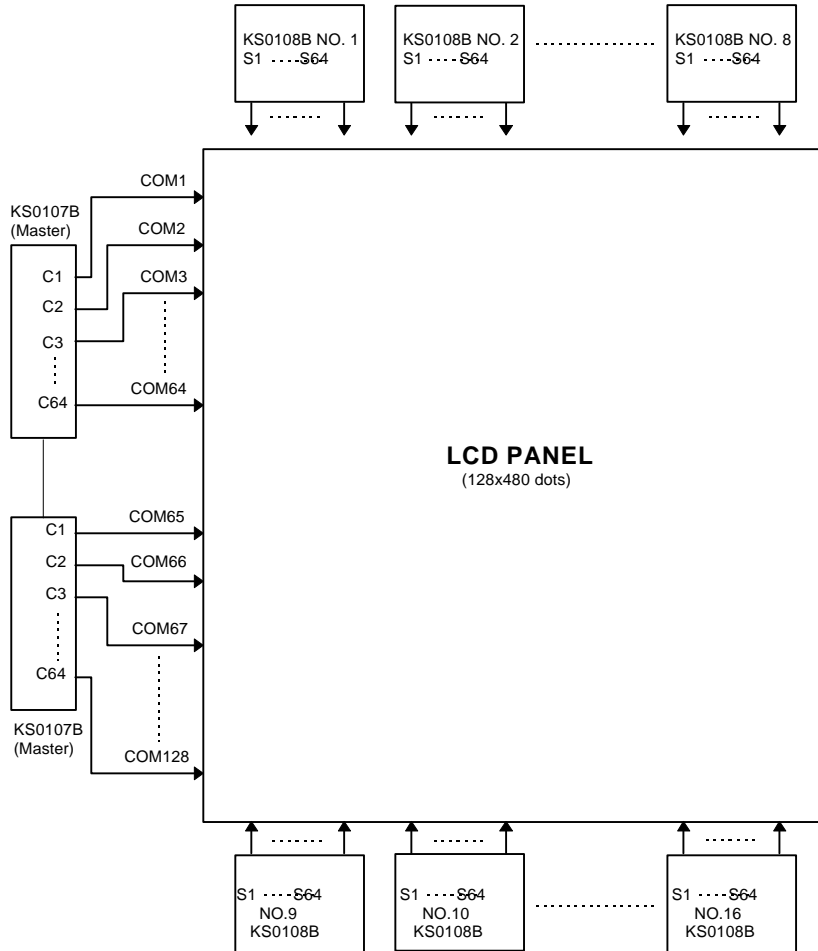 KS0108B NO. 1
S1 ........ S64
KS0108B NO. 2
S1 ........ S64
KS0108B NO. 8
S1 ........ S64
KS0107B
(Master)
C1
C2
C3
C64
COM1
COM2
COM3
COM64
LCD PANEL
(128x480 dots)
C1
C2
C3
C64
KS0107B
(Master)
COM65
COM66
COM67
COM128
S1 ........ S64
NO.9
KS0108B
S1 ........ S64
NO.10
KS0108B
S1 ........ S64
NO.16
KS0108B